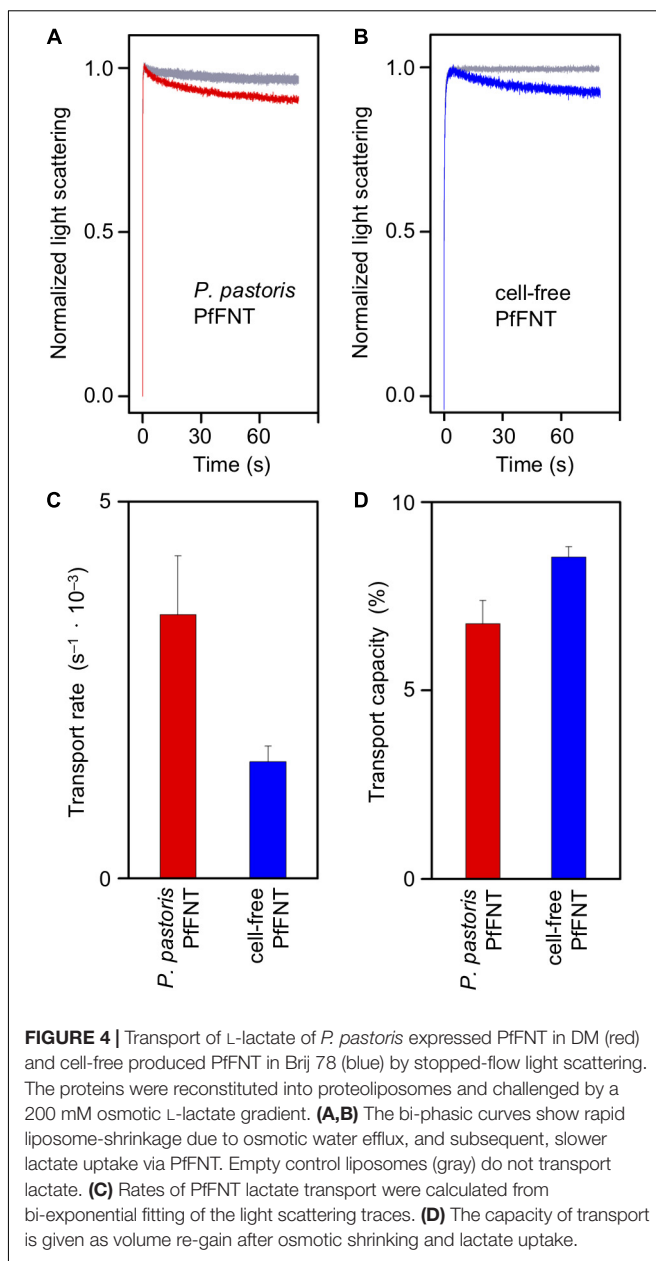 A
B
1.0
0.5
0.0
Normalized light scattering
P. pastoris
PfFNT
0 30 60
Time (s)
1.0
0.5
0.0
Normalized light scattering
cell-free
PfFNT
0 30 60
Time (s)
C
D
5
0
Transport rate (s⁻¹ · 10⁻³)
P. pastoris
PfFNT
cell-free
PfFNT
10
5
0
Transport capacity (%)
P. pastoris
PfFNT
cell-free
PfFNT
FIGURE 4 | Transport of L-lactate of P. pastoris expressed PfFNT in DM (red)
and cell-free produced PfFNT in Brij 78 (blue) by stopped-flow light scattering.
The proteins were reconstituted into proteoliposomes and challenged by a
200 mM osmotic L-lactate gradient. (A,B) The bi-phasic curves show rapid
liposome-shrinkage due to osmotic water efflux, and subsequent, slower
lactate uptake via PfFNT. Empty control liposomes (gray) do not transport
lactate. (C) Rates of PfFNT lactate transport were calculated from
bi-exponential fitting of the light scattering traces. (D) The capacity of transport
is given as volume re-gain after osmotic shrinking and lactate uptake.